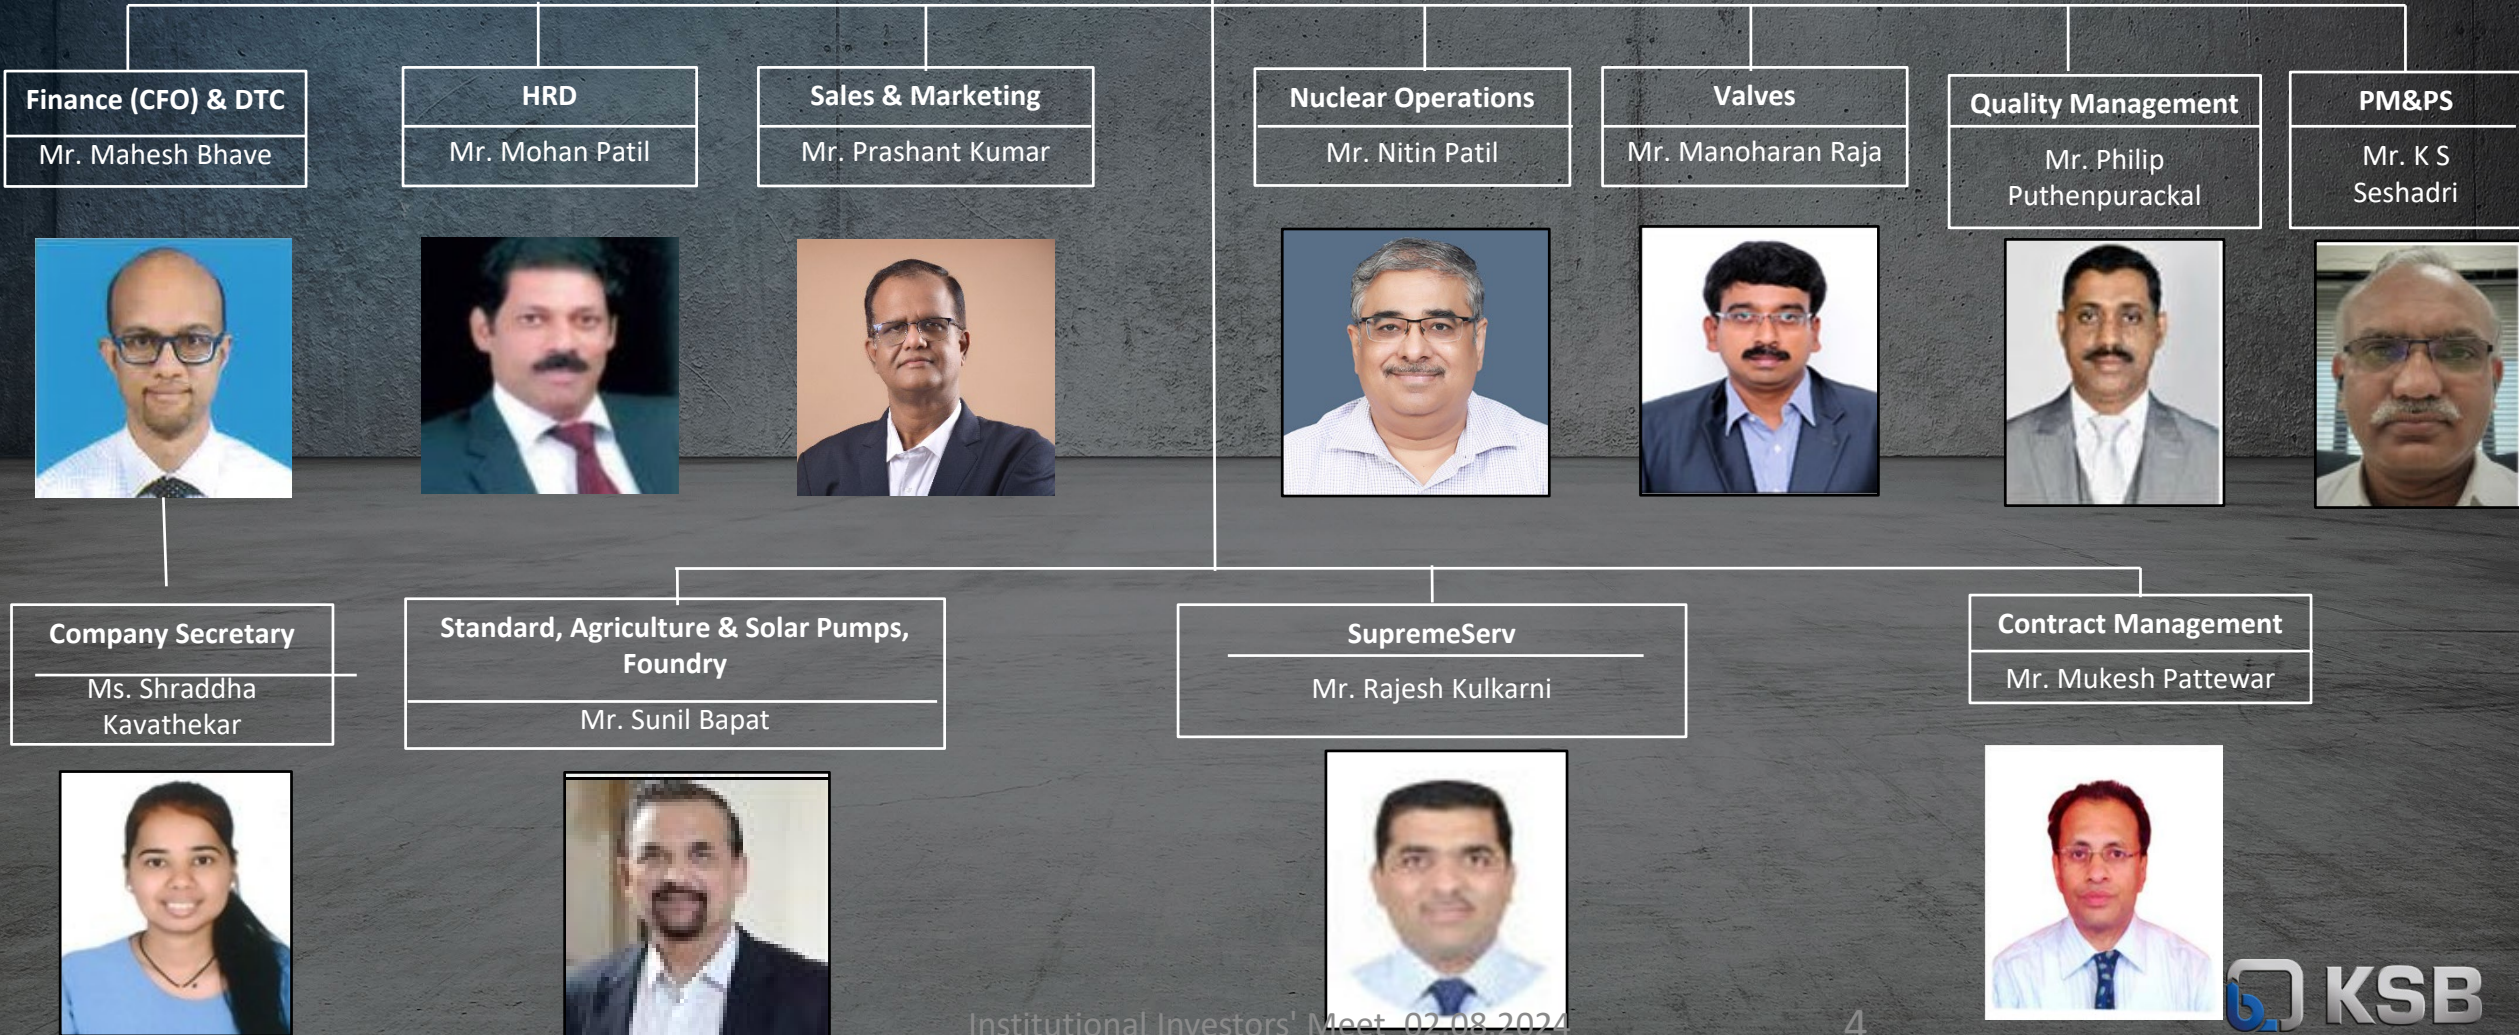 Finance (CFO) & DTC
Mr. Mahesh Bhave
HRD
Mr. Mohan Patil
Sales & Marketing
Mr. Prashant Kumar
Nuclear Operations
Mr. Nitin Patil
Valves
Mr. Manoharan Raja
Quality Management
Mr. Philip
Puthenpurackal
PM&PS
Mr. K S
Seshadri
Company Secretary
Ms. Shraddha
Kavathekar
Standard, Agriculture & Solar Pumps,
Foundry
Mr. Sunil Bapat
SupremeServ
Mr. Rajesh Kulkarni
Contract Management
Mr. Mukesh Pattewar
Institutional Investors' Meet 02.08.2024
4
KSB